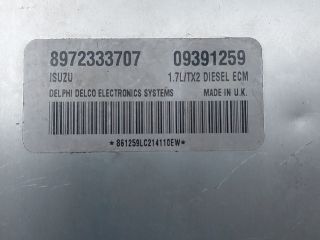 8972333707 09391259
ISUZU 1.7L/TX2 DIESEL ECM
DELPHI DELCO ELECTRONICS SYSTEMS MADE IN U.K.
*861259LC214110EW*